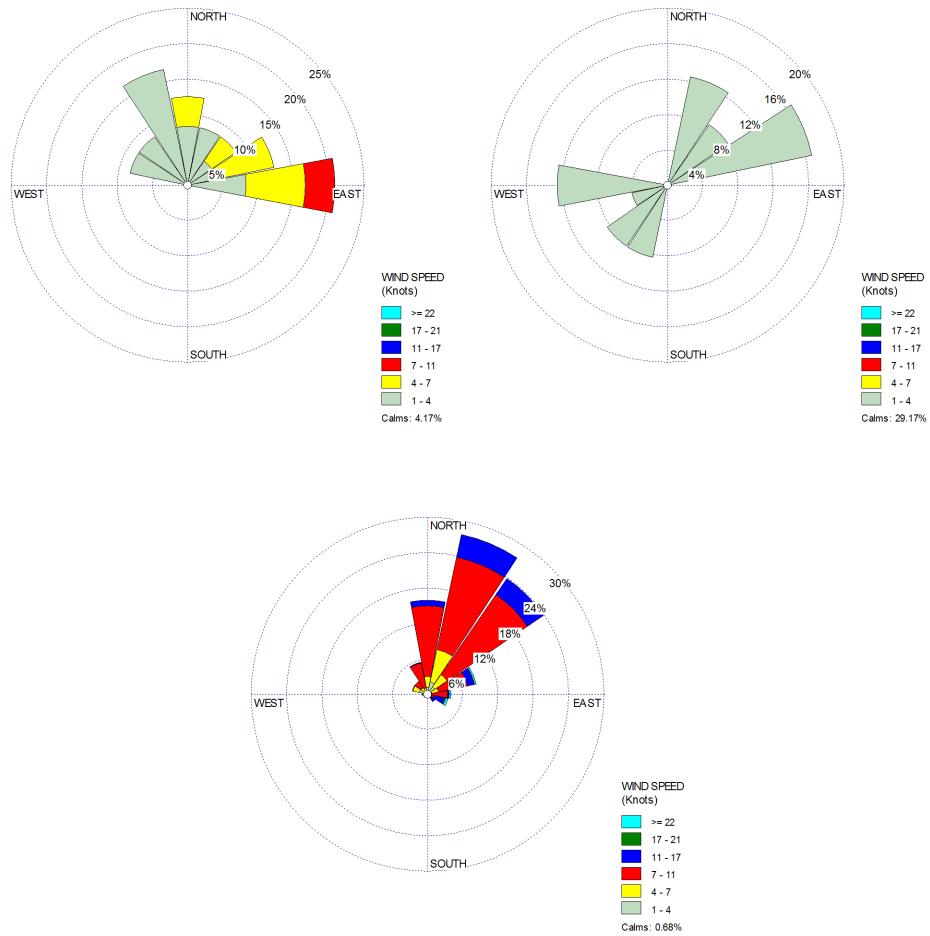 NORTH
25%
20%
15%
10%
5%
WEST
EAST
SOUTH
WIND SPEED
(Knots)
>= 22
17 - 21
11 - 17
7 - 11
4 - 7
1 - 4
Calms: 4.17%
NORTH
20%
16%
12%
8%
4%
WEST
EAST
SOUTH
WIND SPEED
(Knots)
>= 22
17 - 21
11 - 17
7 - 11
4 - 7
1 - 4
Calms: 29.17%
NORTH
30%
24%
18%
12%
6%
WEST
EAST
SOUTH
WIND SPEED
(Knots)
>= 22
17 - 21
11 - 17
7 - 11
4 - 7
1 - 4
Calms: 0.68%